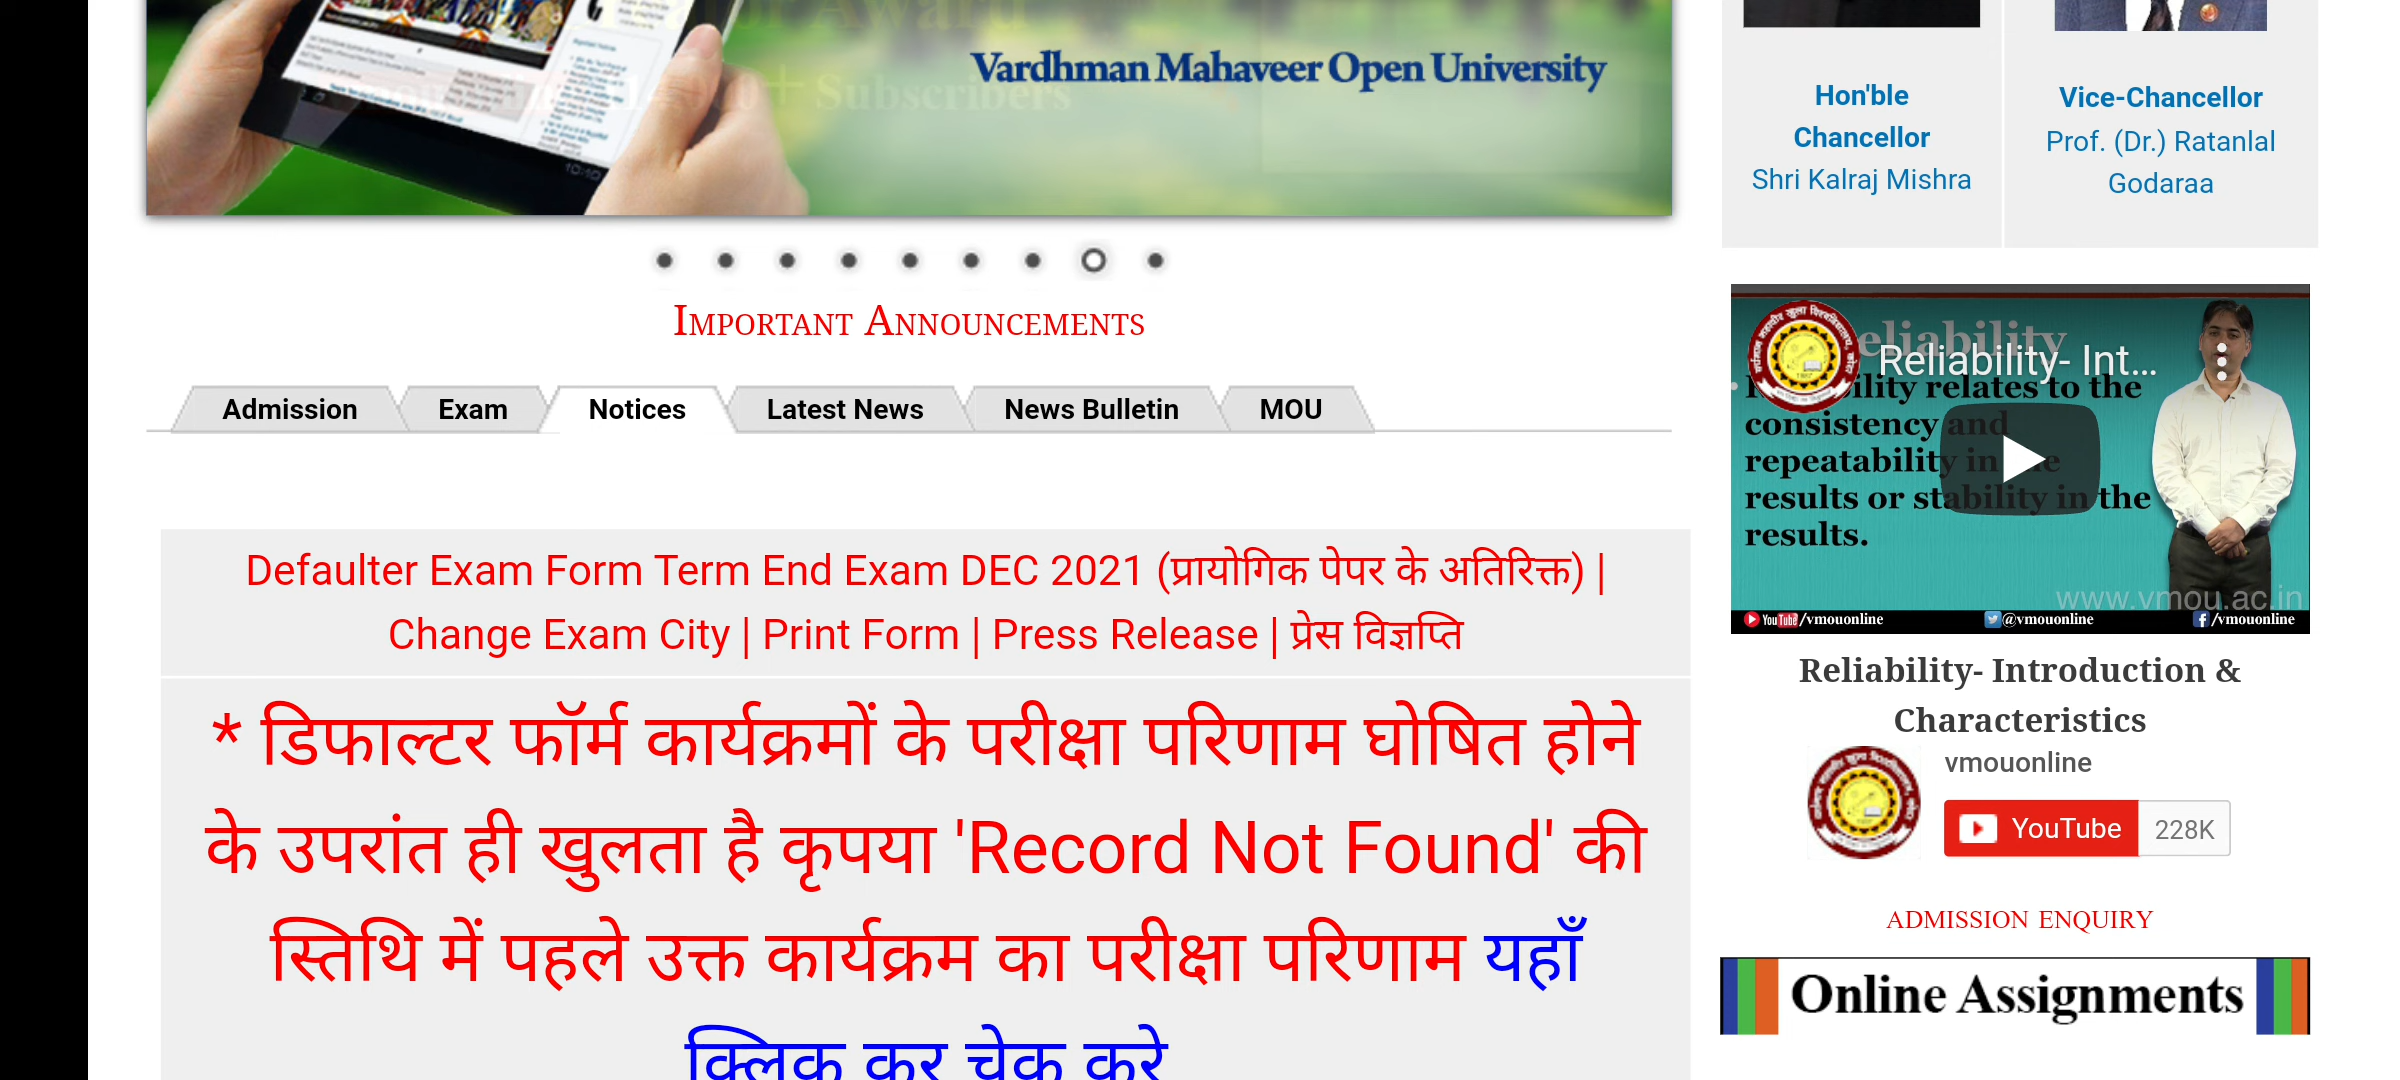 Vardhman Mahaveer Open University
Subscribers
Hon'ble
Chancellor
Shri Kalraj Mishra
Vice-Chancellor
Prof. (Dr.) Ratanlal
Godaraa
IMPORTANT ANNOUNCEMENTS
Admission
Exam
Notices
Latest News
News Bulletin
MOU
Defaulter Exam Form Term End Exam DEC 2021 (प्रायोगिक पेपर के अतिरिक्त) |
Change Exam City | Print Form | Press Release | प्रेस विज्ञप्ति
* डिफाल्टर फॉर्म कार्यक्रमों के परीक्षा परिणाम घोषित होने
के उपरांत ही खुलता है कृपया 'Record Not Found' की
स्तिथि में पहले उक्त कार्यक्रम का परीक्षा परिणाम यहाँ
क्लिक कर चेक करे
Reliability- Int...
relates to the
consistency and
repeatability in the
results or stability in the
results.
www.vmou.ac.in
YouTube /vmouonline
@vmouonline
/vmouonline
Reliability- Introduction &
Characteristics
vmouonline
YouTube 228K
ADMISSION ENQUIRY
Online Assignments